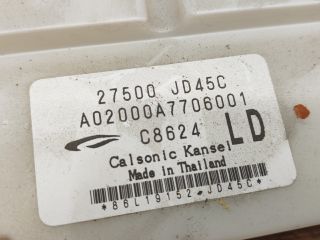 27500 JD45C
A02000A7706001
C8624 LD
Calsonic Kansei
Made in Thailand
*86L19152-JD45C*